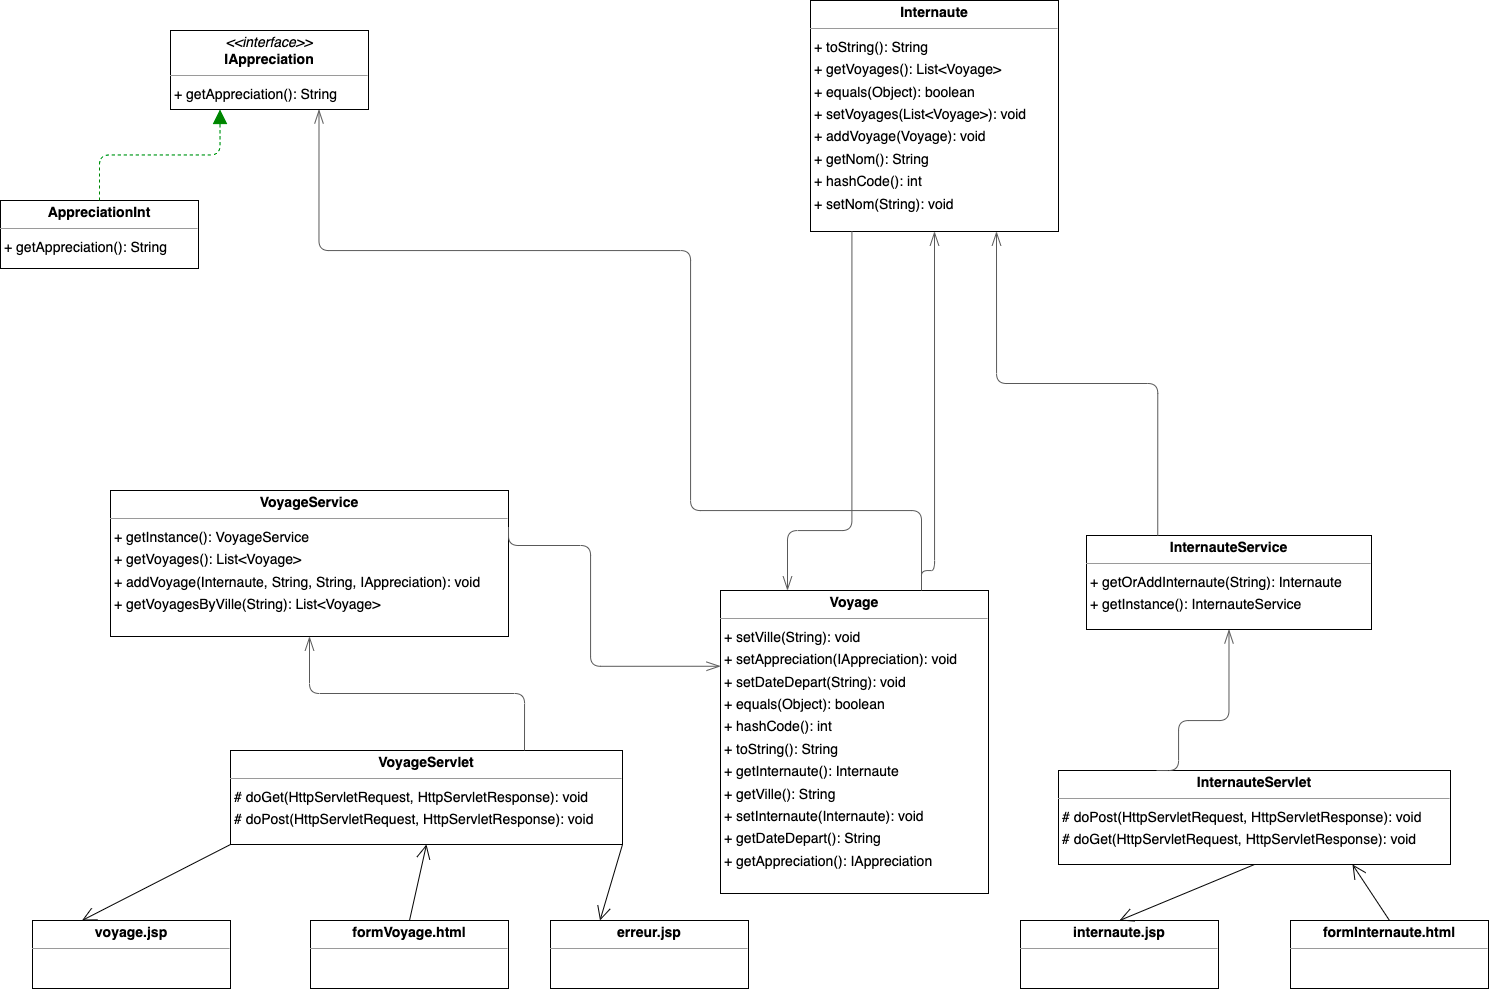 <<interface>>
IAppreciation
+ getAppreciation(): String
AppreciationInt
+ getAppreciation(): String
Internaute
+ toString(): String
+ getVoyages(): List<Voyage>
+ equals(Object): boolean
+ setVoyages(List<Voyage>): void
+ addVoyage(Voyage): void
+ getNom(): String
+ hashCode(): int
+ setNom(String): void
VoyageService
+ getInstance(): VoyageService
+ getVoyages(): List<Voyage>
+ addVoyage(Internaute, String, String, IAppreciation): void
+ getVoyagesByVille(String): List<Voyage>
InternauteService
+ getOrAddInternaute(String): Internaute
+ getInstance(): InternauteService
Voyage
+ setVille(String): void
+ setAppreciation(IAppreciation): void
+ setDateDepart(String): void
+ equals(Object): boolean
+ hashCode(): int
+ toString(): String
+ getInternaute(): Internaute
+ getVille(): String
+ setInternaute(Internaute): void
+ getDateDepart(): String
+ getAppreciation(): IAppreciation
VoyageServlet
# doGet(HttpServletRequest, HttpServletResponse): void
# doPost(HttpServletRequest, HttpServletResponse): void
InternauteServlet
# doPost(HttpServletRequest, HttpServletResponse): void
# doGet(HttpServletRequest, HttpServletResponse): void
voyage.jsp
formVoyage.html
erreur.jsp
internaute.jsp
formInternaute.html